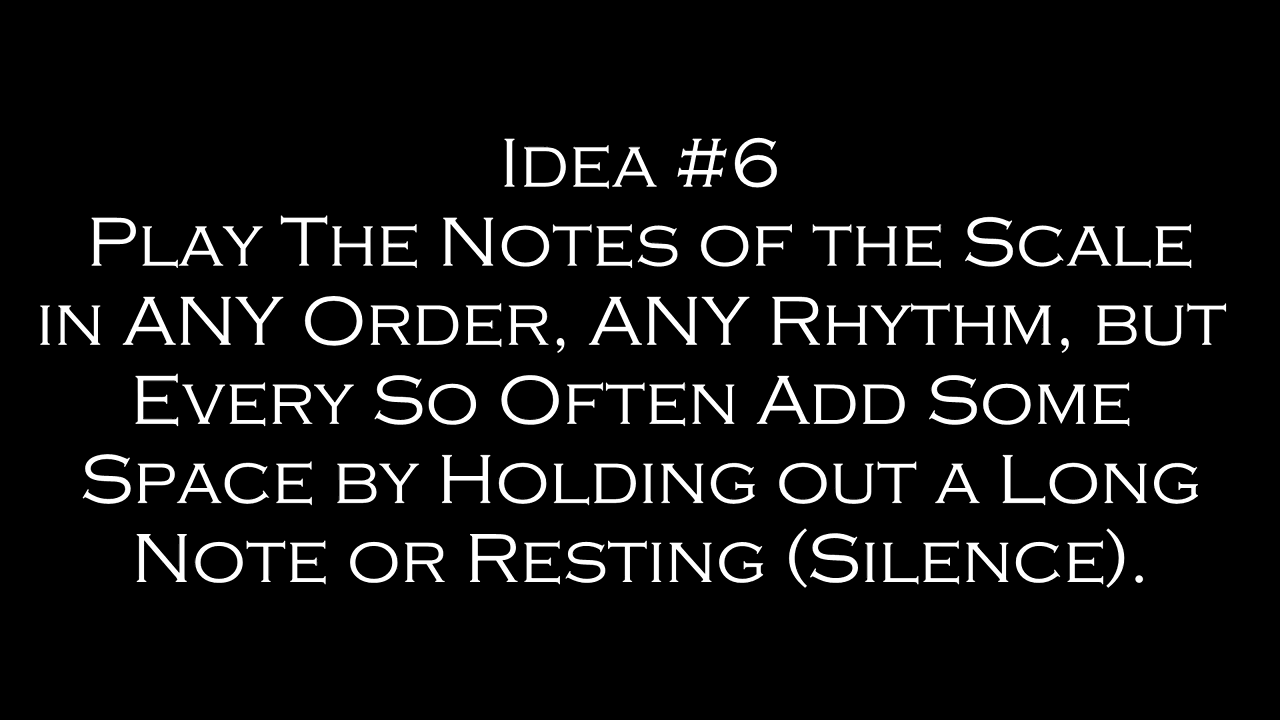 Idea #6
Play The Notes of the Scale
in ANY Order, ANY Rhythm, but
Every So Often Add Some
Space by Holding out a Long
Note or Resting (Silence).